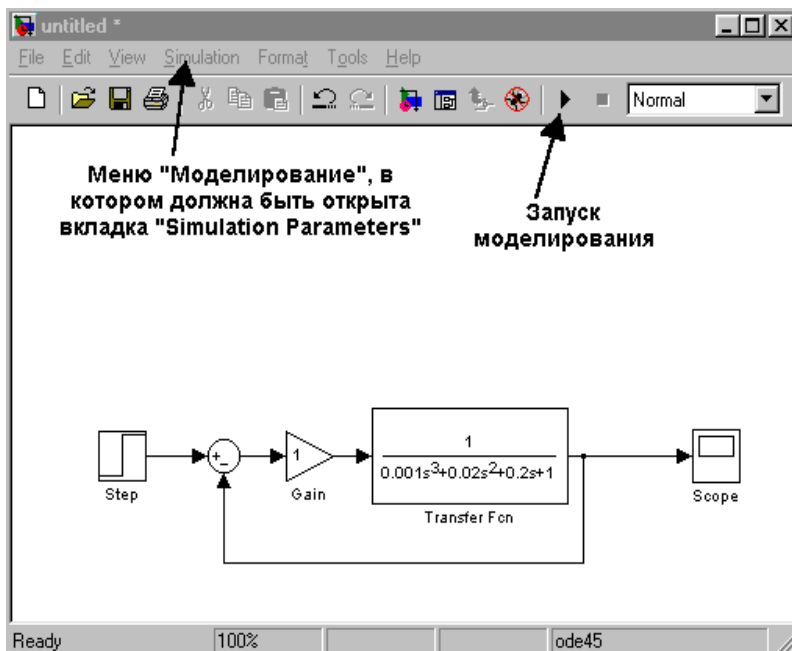 untitled *
File Edit View Simulation Format Tools Help
Normal
Меню "Моделирование", в
котором должна быть открыта
вкладка "Simulation Parameters"
Запуск
моделирования
1
0.001s³+0.02s²+0.2s+1
+
-
1
Step
Gain
Transfer Fcn
Scope
Ready 100% ode45